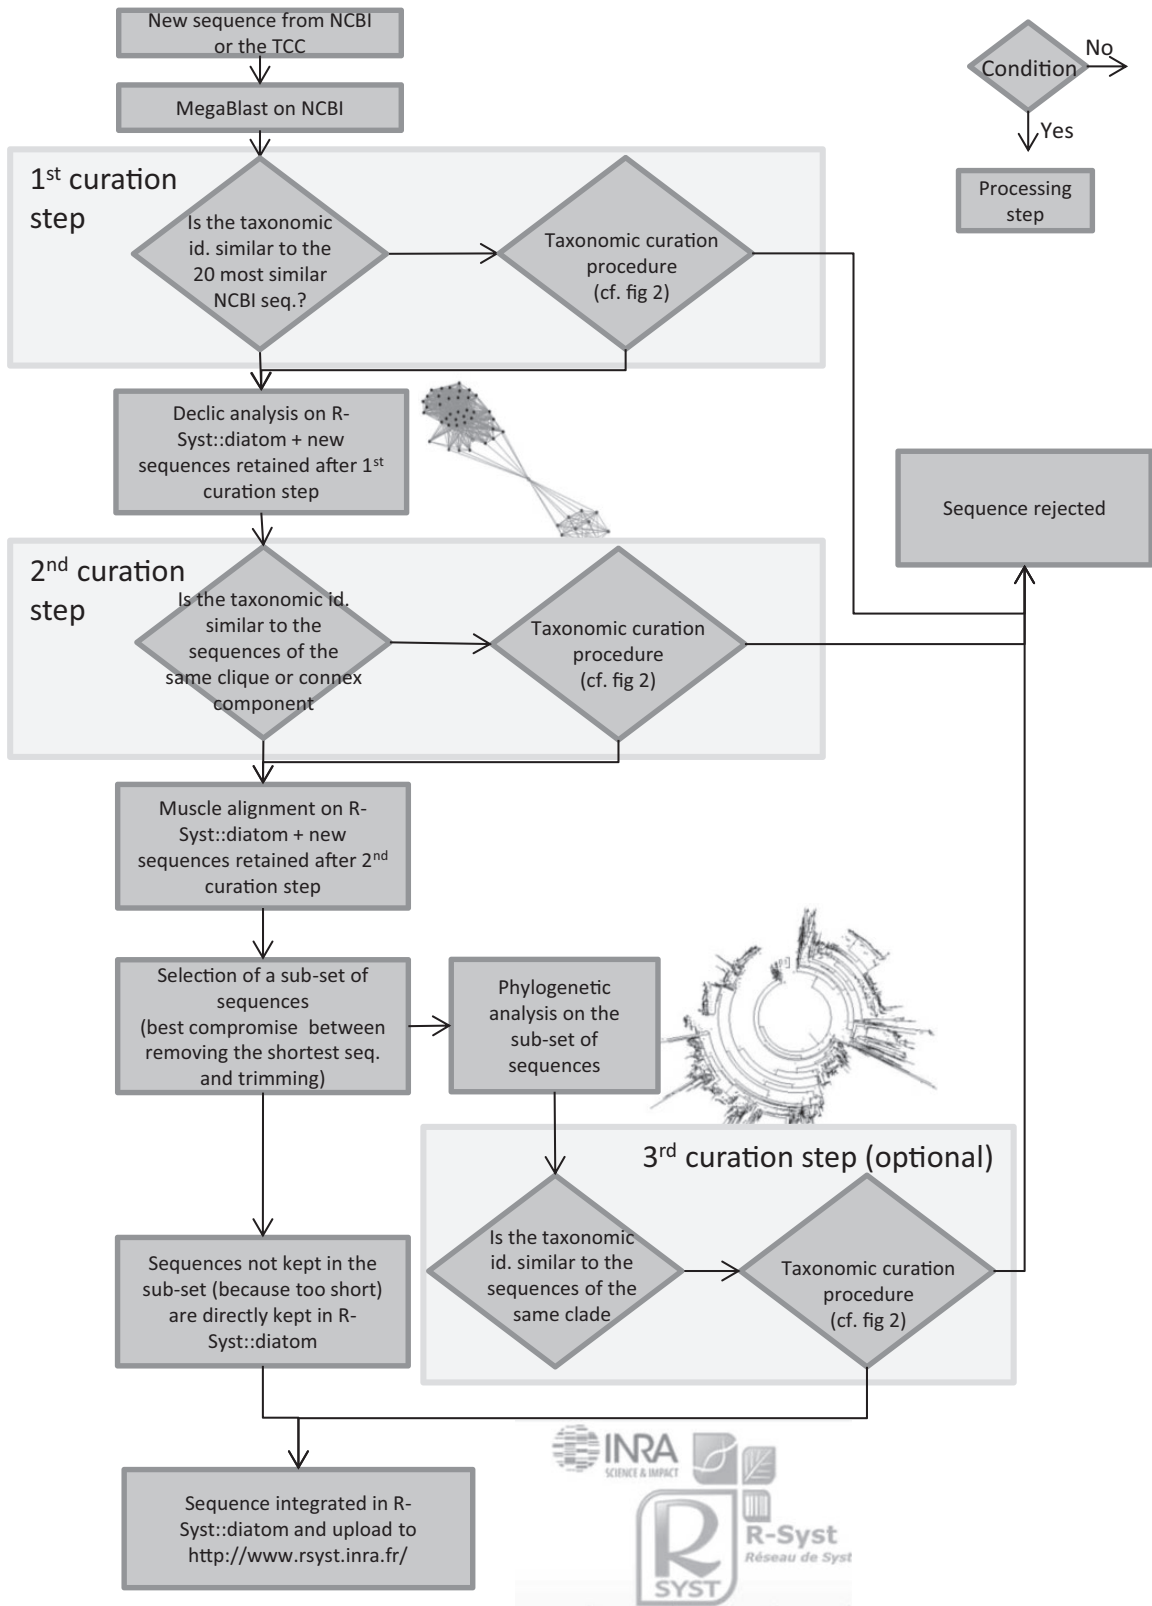 New sequence from NCBI
or the TCC
MegaBlast on NCBI
Condition
No
Yes
Processing
step
1st curation
step
Is the taxonomic
id. similar to the
20 most similar
NCBI seq.?
Taxonomic curation
procedure
(cf. fig 2)
Declic analysis on R-
Syst::diatom + new
sequences retained after 1st
curation step
Sequence rejected
2nd curation
step
Is the taxonomic id.
similar to the
sequences of the
same clique or connex
component
Taxonomic curation
procedure
(cf. fig 2)
Muscle alignment on R-
Syst::diatom + new
sequences retained after 2nd
curation step
Selection of a sub-set of
sequences
(best compromise between
removing the shortest seq.
and trimming)
Phylogenetic
analysis on the
sub-set of
sequences
3rd curation step (optional)
Is the taxonomic
id. similar to the
sequences of the
same clade
Taxonomic curation
procedure
(cf. fig 2)
Sequences not kept in the
sub-set (because too short)
are directly kept in R-
Syst::diatom
Sequence integrated in R-
Syst::diatom and upload to
http://www.rsyst.inra.fr/
INRA
SCIENCE & IMPACT
R
SYST
R-Syst
Réseau de Syst